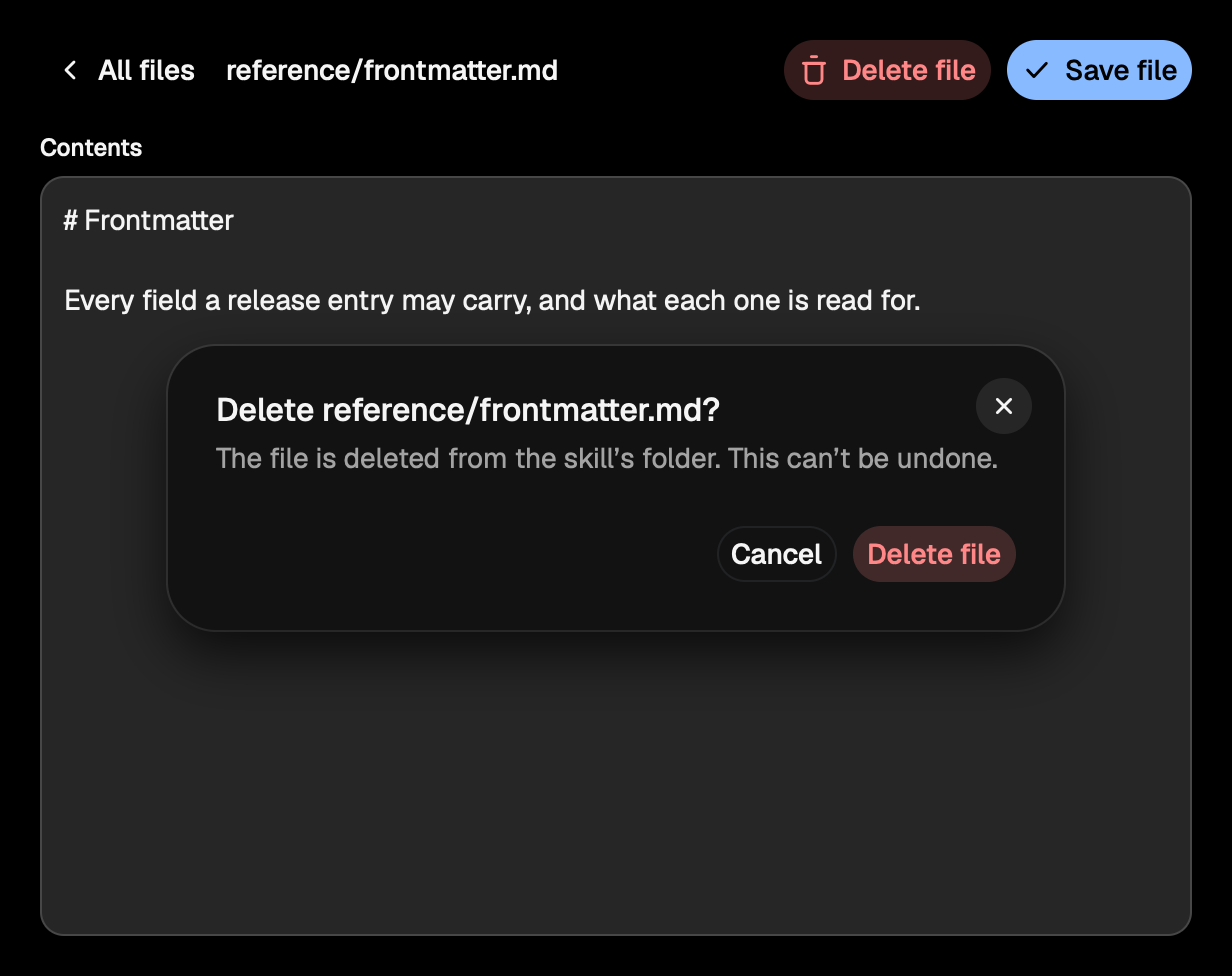 All files reference/frontmatter.md Delete file Save file
Contents
# Frontmatter
Every field a release entry may carry, and what each one is read for.
Delete reference/frontmatter.md?
The file is deleted from the skill’s folder. This can’t be undone.
Cancel Delete file